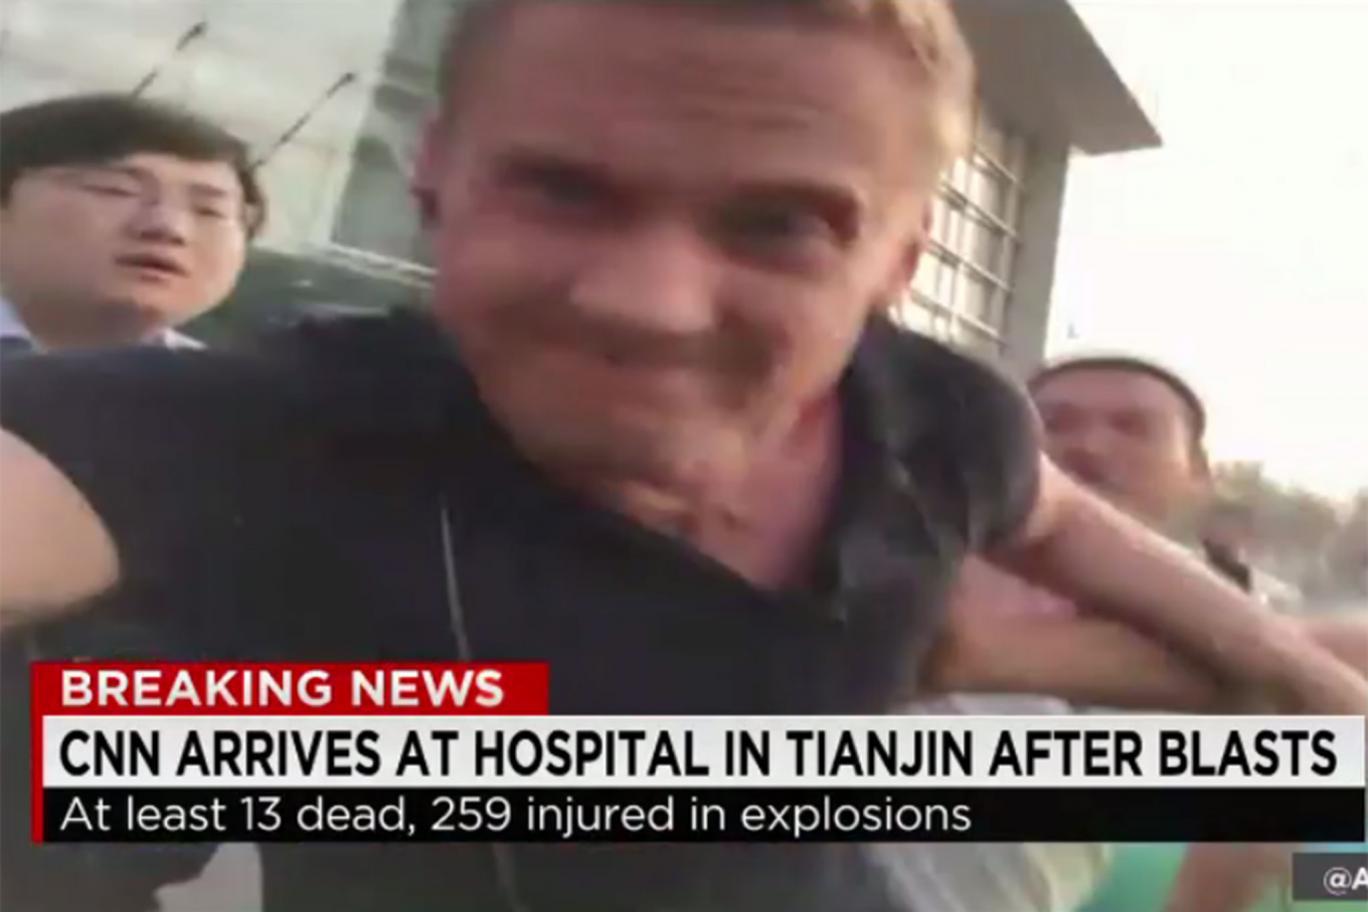 BREAKING NEWS
CNN ARRIVES AT HOSPITAL IN TIANJIN AFTER BLASTS
At least 13 dead, 259 injured in explosions
@A